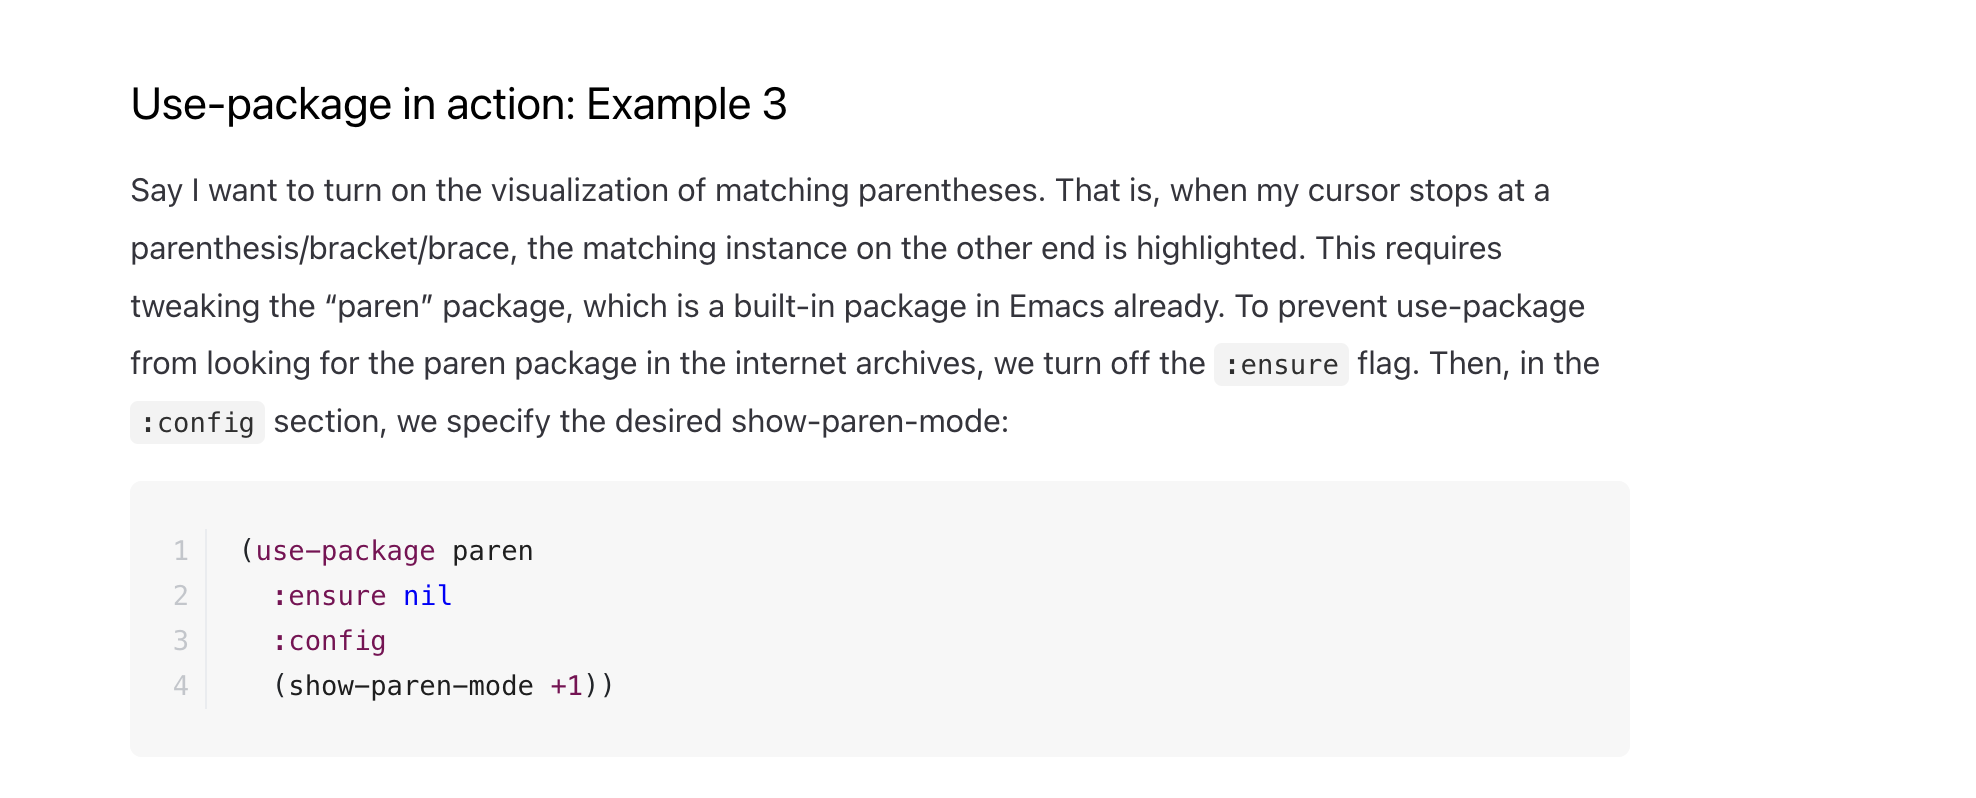 Use-package in action: Example 3
Say I want to turn on the visualization of matching parentheses. That is, when my cursor stops at a
parenthesis/bracket/brace, the matching instance on the other end is highlighted. This requires
tweaking the “paren” package, which is a built-in package in Emacs already. To prevent use-package
from looking for the paren package in the internet archives, we turn off the :ensure flag. Then, in the
:config section, we specify the desired show-paren-mode:
1 (use-package paren
2   :ensure nil
3   :config
4   (show-paren-mode +1))